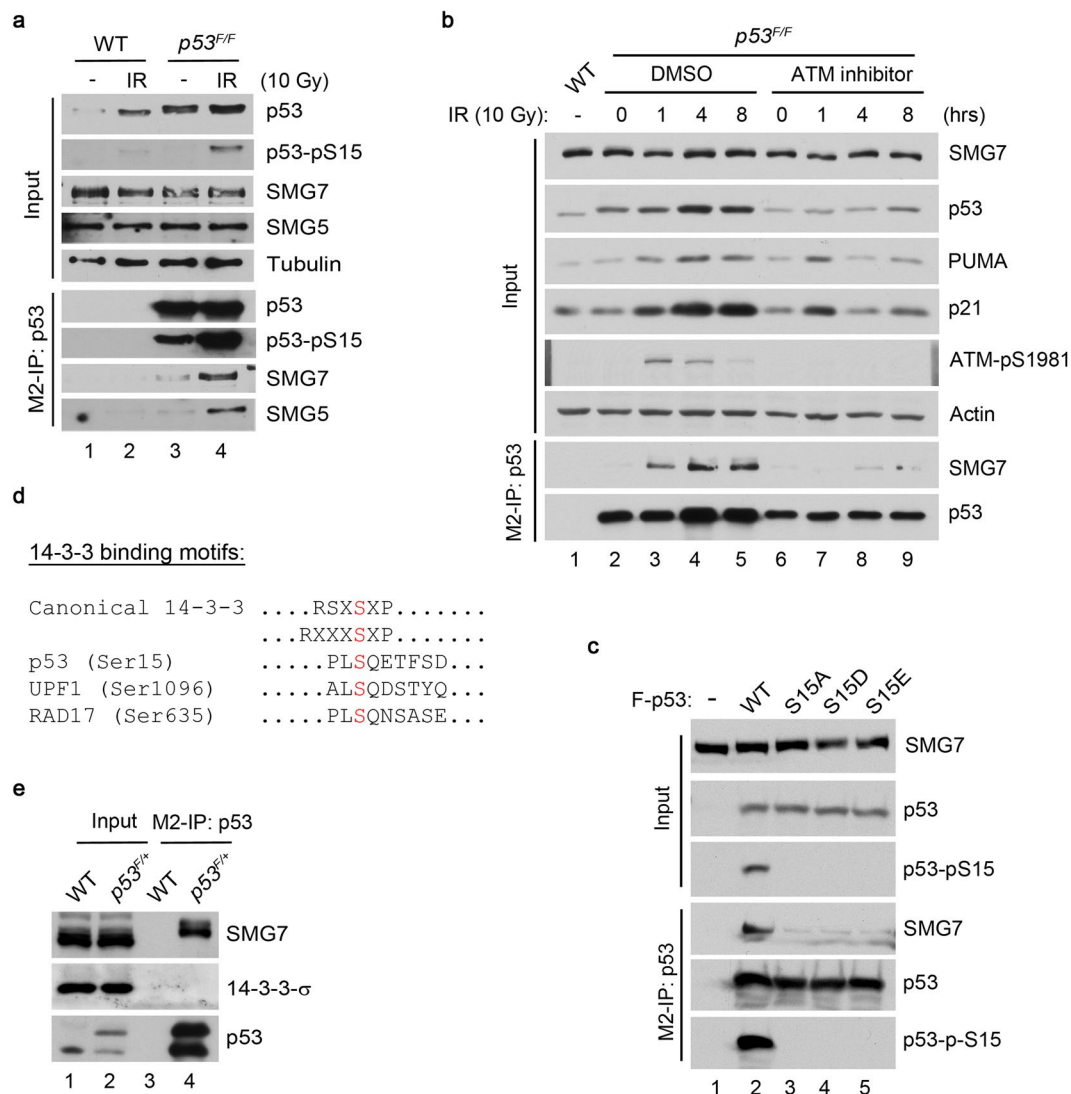 a
WT p53F/F
- IR - IR (10 Gy)
Input
p53
p53-pS15
SMG7
SMG5
Tubulin
M2-IP: p53
p53
p53-pS15
SMG7
SMG5
1 2 3 4
b
p53F/F
WT DMSO ATM inhibitor
IR (10 Gy): - 0 1 4 8 0 1 4 8 (hrs)
Input
SMG7
p53
PUMA
p21
ATM-pS1981
Actin
M2-IP: p53
SMG7
p53
1 2 3 4 5 6 7 8 9
d
14-3-3 binding motifs:
Canonical 14-3-3 ....RSXSXP.......
...RXXXSXP.......
p53 (Ser15) .....PLSQETFSD...
UPF1 (Ser1096) .....ALSQDSTYQ...
RAD17 (Ser635) .....PLSQNSASE...
c
F-p53: - WT S15A S15D S15E
Input
SMG7
p53
p53-pS15
M2-IP: p53
SMG7
p53
p53-p-S15
1 2 3 4 5
e
Input M2-IP: p53
WT p53F/+ WT p53F/+
SMG7
14-3-3-σ
p53
1 2 3 4